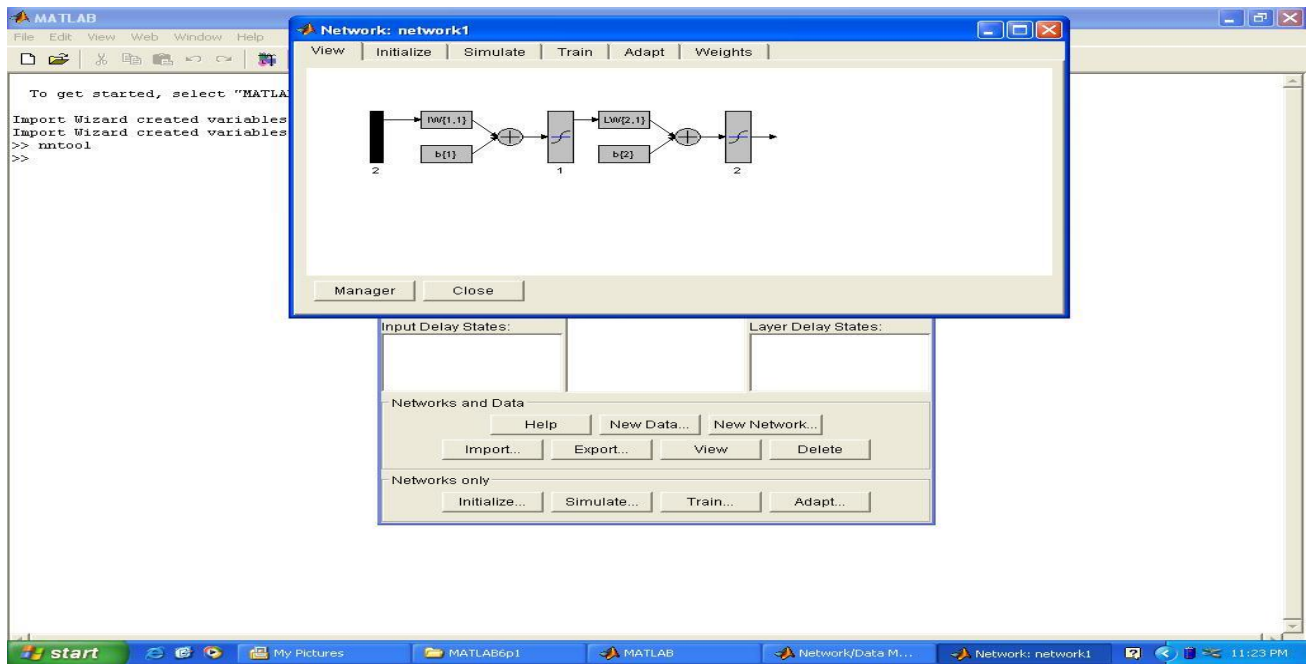 MATLAB
File Edit View Web Window Help
To get started, select "MATLA
Import Wizard created variables
Import Wizard created variables
>> nntool
>>
Network: network1
View Initialize Simulate Train Adapt Weights
IW{1,1} LW{2,1}
b{1} b{2}
2 1 2
Manager Close
Input Delay States: Layer Delay States:
Networks and Data
Help New Data... New Network...
Import... Export... View Delete
Networks only
Initialize... Simulate... Train... Adapt...
start My Pictures MATLAB6p1 MATLAB Network/Data M... Network: network1 11:23 PM